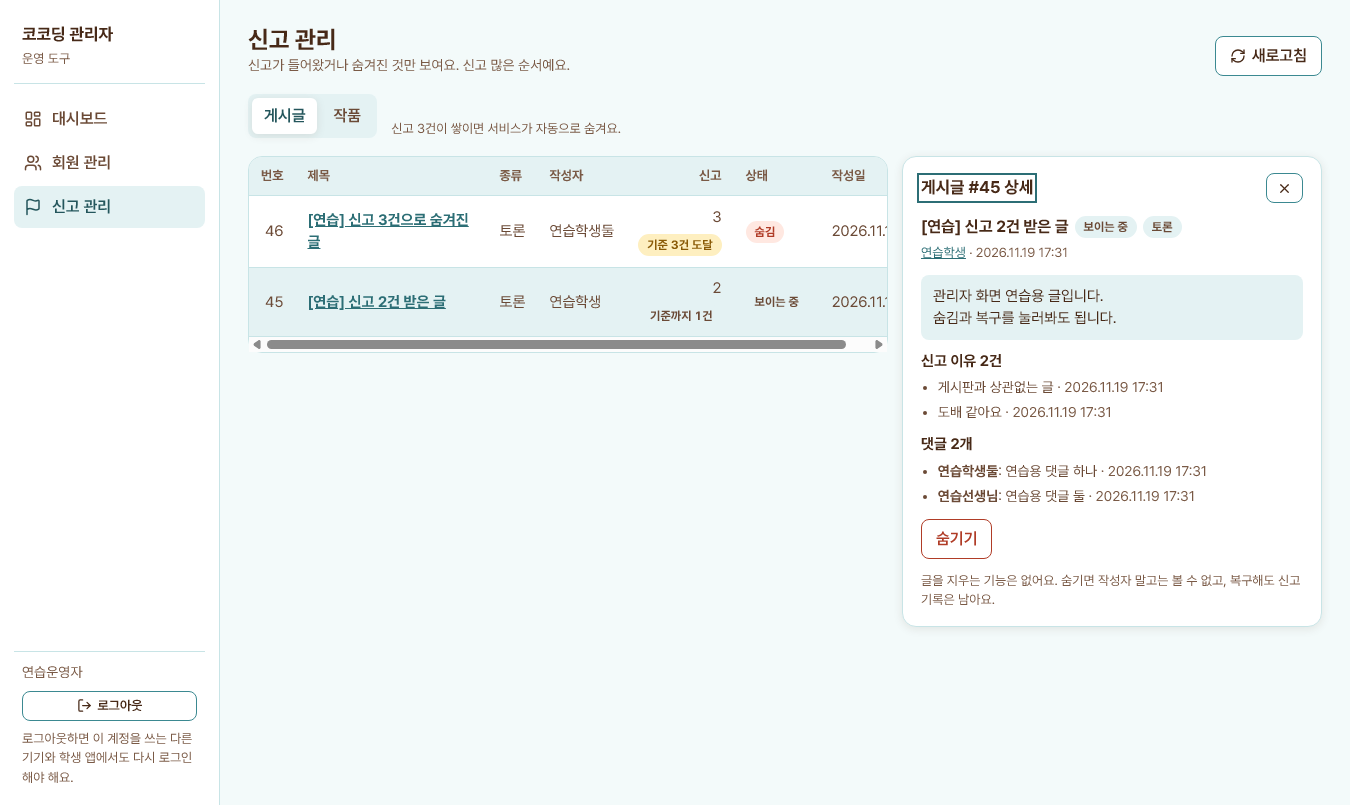 코코딩 관리자
운영 도구
대시보드
회원 관리
신고 관리
연습운영자
로그아웃
로그아웃하면 이 계정을 쓰는 다른
기기와 학생 앱에서도 다시 로그인
해야 해요.
신고 관리
신고가 들어왔거나 숨겨진 것만 보여요. 신고 많은 순서예요.
새로고침
게시글 작품
신고 3건이 쌓이면 서비스가 자동으로 숨겨요.
번호 제목 종류 작성자 신고 상태 작성일
46 [연습] 신고 3건으로 숨겨진 글 토론 연습학생둘 3 기준 3건 도달 숨김 2026.11.
45 [연습] 신고 2건 받은 글 토론 연습학생 2 기준까지 1건 보이는 중 2026.11.
게시글 #45 상세
[연습] 신고 2건 받은 글 보이는 중 토론
연습학생 · 2026.11.19 17:31
관리자 화면 연습용 글입니다.
숨김과 복구를 눌러봐도 됩니다.
신고 이유 2건
• 게시판과 상관없는 글 · 2026.11.19 17:31
• 도배 같아요 · 2026.11.19 17:31
댓글 2개
• 연습학생둘: 연습용 댓글 하나 · 2026.11.19 17:31
• 연습선생님: 연습용 댓글 둘 · 2026.11.19 17:31
숨기기
글을 지우는 기능은 없어요. 숨기면 작성자 말고는 볼 수 없고, 복구해도 신고
기록은 남아요.